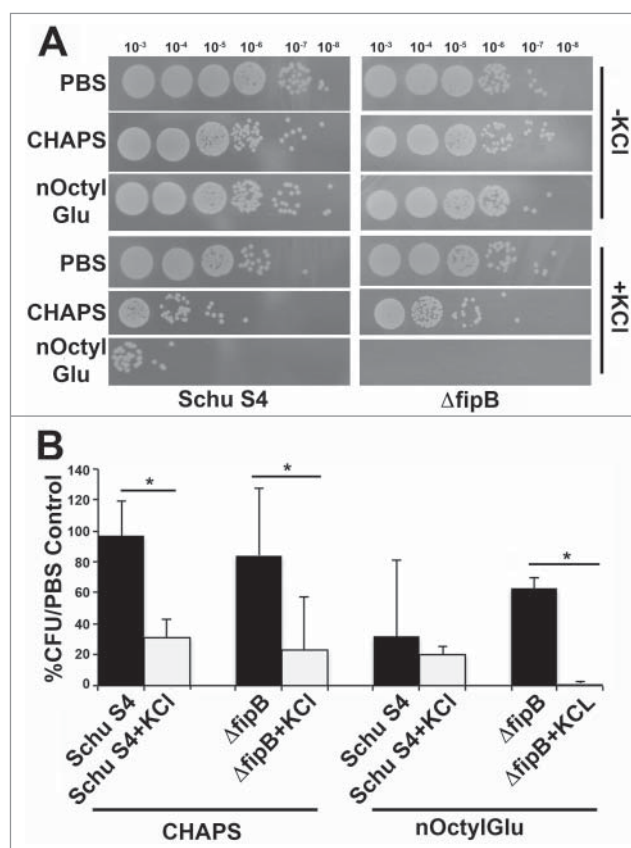 A
10-3 10-4 10-5 10-6 10-7 10-8 10-3 10-4 10-5 10-6 10-7 10-8
PBS
CHAPS
nOctyl
Glu
-KCl
PBS
CHAPS
nOctyl
Glu
+KCl
Schu S4 ΔfipB
B
%CFU/PBS Control
140
120
100
80
60
40
20
0
* * *
Schu S4
Schu S4+KCl
ΔfipB
ΔfipB+KCl
Schu S4
Schu S4+KCl
ΔfipB
ΔfipB+KCL
CHAPS nOctylGlu